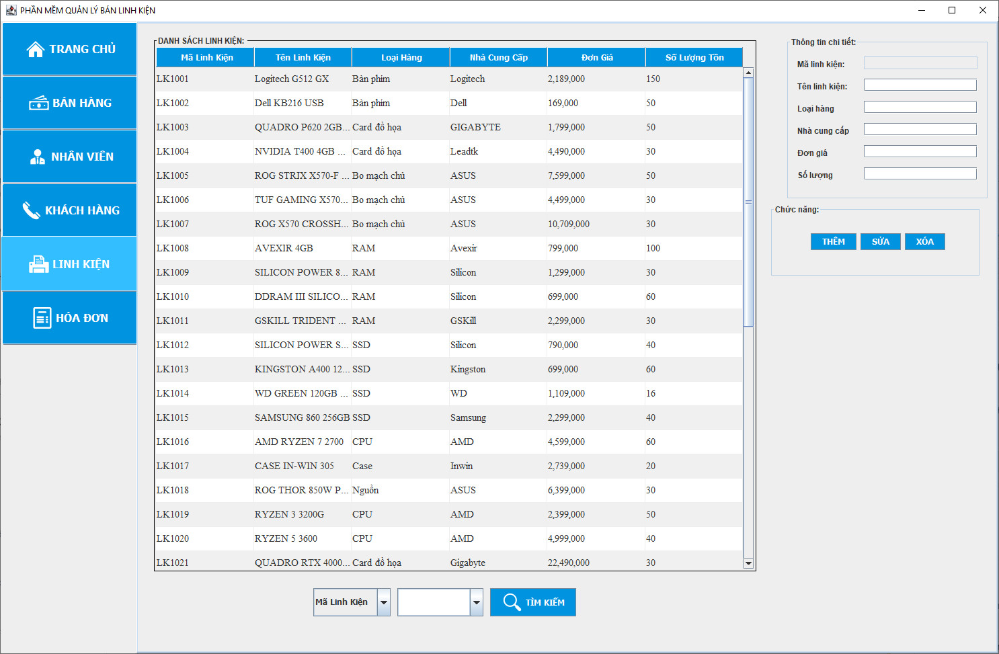 PHẦN MỀM QUẢN LÝ BÁN LINH KIỆN
TRANG CHỦ
BÁN HÀNG
NHÂN VIÊN
KHÁCH HÀNG
LINH KIỆN
HÓA ĐƠN
DANH SÁCH LINH KIỆN:
Mã Linh Kiện Tên Linh Kiện Loại Hàng Nhà Cung Cấp Đơn Giá Số Lượng Tồn
LK1001 Logitech G512 GX Bàn phím Logitech 2,189,000 150
LK1002 Dell KB216 USB Bàn phím Dell 169,000 50
LK1003 QUADRO P620 2GB... Card đồ họa GIGABYTE 1,799,000 50
LK1004 NVIDIA T400 4GB ... Card đồ họa Leadtk 4,490,000 30
LK1005 ROG STRIX X570-F ... Bo mạch chủ ASUS 7,599,000 50
LK1006 TUF GAMING X570... Bo mạch chủ ASUS 4,499,000 30
LK1007 ROG X570 CROSSH... Bo mạch chủ ASUS 10,709,000 30
LK1008 AVEXIR 4GB RAM Avexir 799,000 100
LK1009 SILICON POWER 8... RAM Silicon 1,299,000 30
LK1010 DDRAM III SILICO... RAM Silicon 699,000 60
LK1011 GSKILL TRIDENT ... RAM GSKill 2,299,000 30
LK1012 SILICON POWER S... SSD Silicon 790,000 40
LK1013 KINGSTON A400 12... SSD Kingston 699,000 60
LK1014 WD GREEN 120GB ... SSD WD 1,109,000 16
LK1015 SAMSUNG 860 256GB SSD Samsung 2,299,000 40
LK1016 AMD RYZEN 7 2700 CPU AMD 4,599,000 60
LK1017 CASE IN-WIN 305 Case Inwin 2,739,000 20
LK1018 ROG THOR 850W P... Nguồn ASUS 6,399,000 30
LK1019 RYZEN 3 3200G CPU AMD 2,399,000 50
LK1020 RYZEN 5 3600 CPU AMD 4,999,000 40
LK1021 QUADRO RTX 4000... Card đồ họa Gigabyte 22,490,000 30
Mã Linh Kiện
TÌM KIẾM
Thông tin chi tiết:
Mã linh kiện:
Tên linh kiện:
Loại hàng
Nhà cung cấp
Đơn giá
Số lượng
Chức năng:
THÊM SỬA XÓA